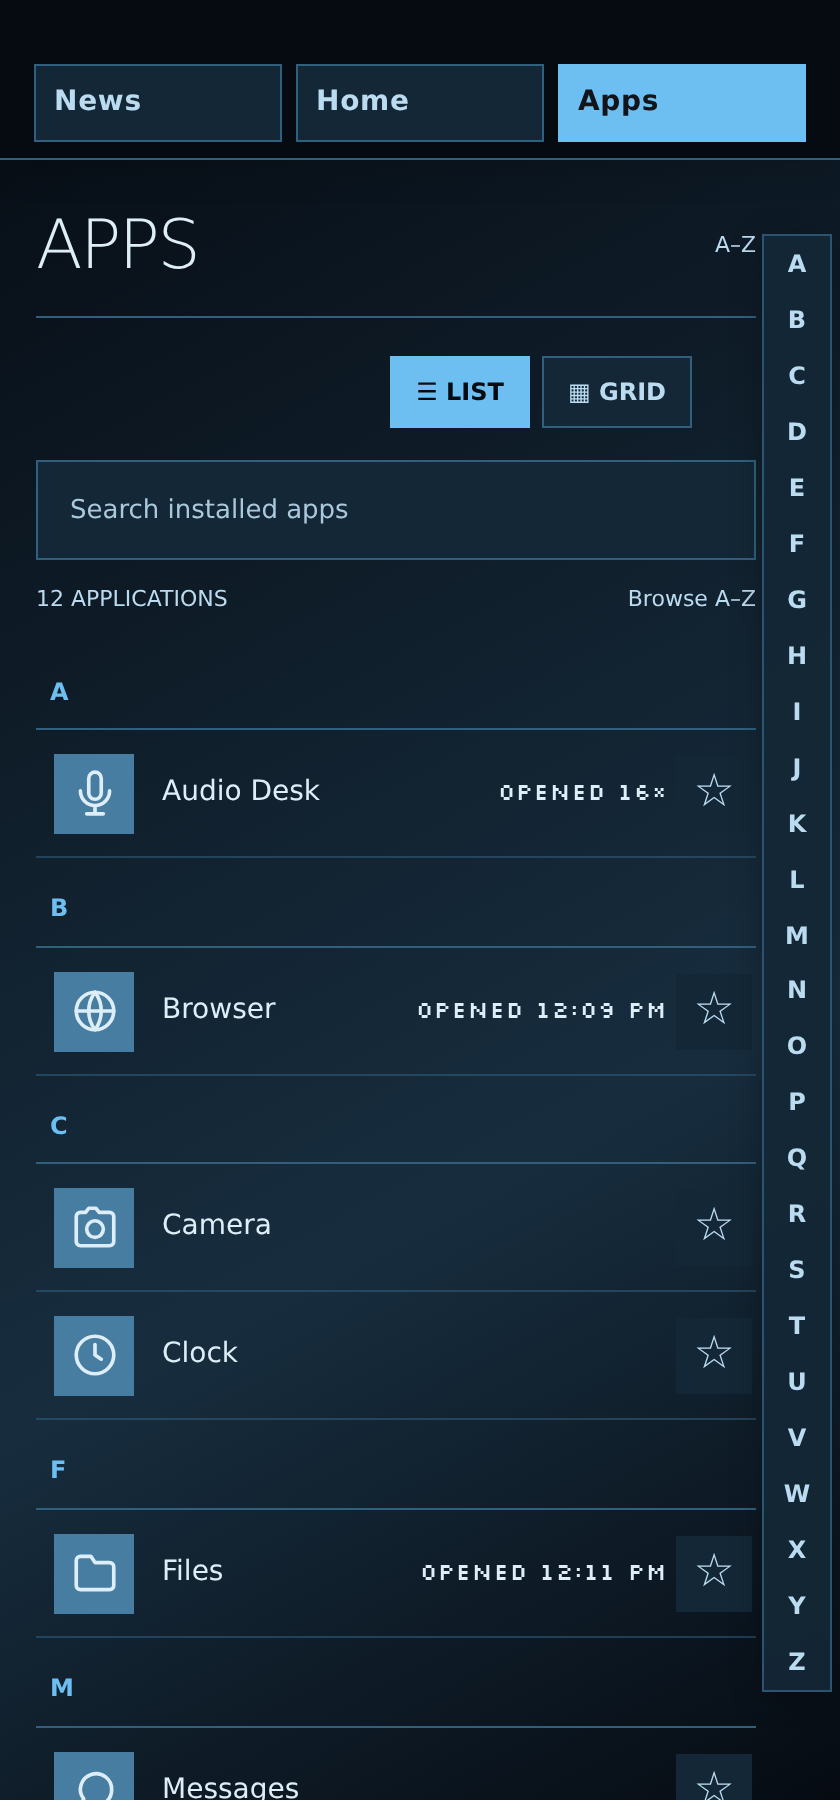 News Home Apps
APPS A–Z
☰ LIST ▦ GRID
Search installed apps
12 APPLICATIONS Browse A–Z
A
Audio Desk OPENED 16×
B
Browser OPENED 12:09 PM
C
Camera
Clock
F
Files OPENED 12:11 PM
M
Messages
A
B
C
D
E
F
G
H
I
J
K
L
M
N
O
P
Q
R
S
T
U
V
W
X
Y
Z